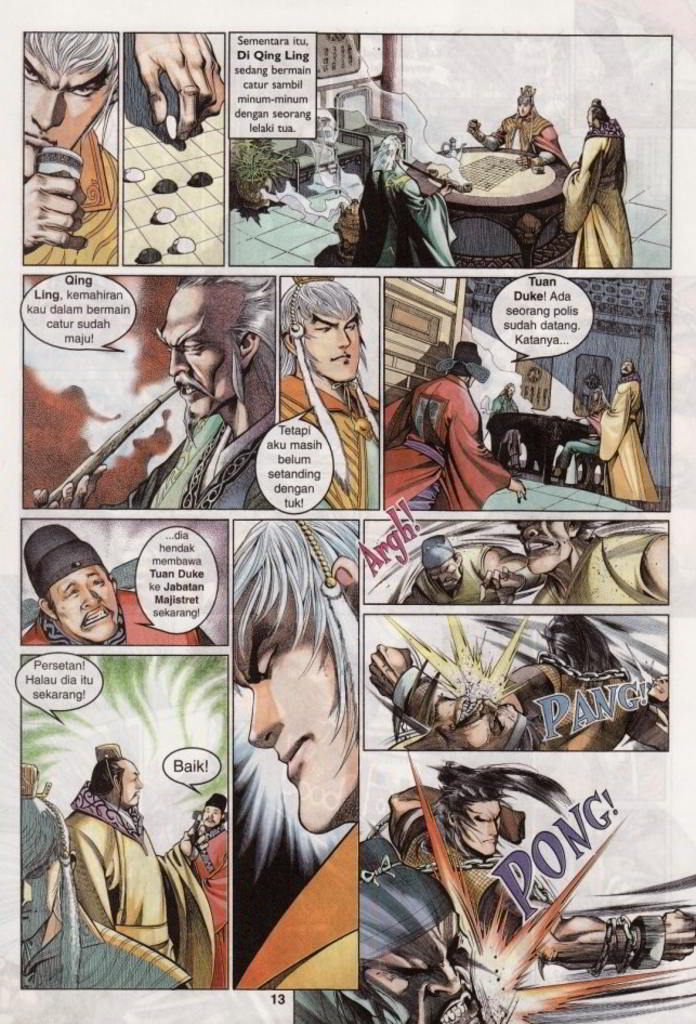 Sementara itu,
Di Qing Ling
sedang bermain
catur sambil
minum-minum
dengan seorang
lelaki tua.
Qing
Ling, kemahiran
kau dalam bermain
catur sudah
maju!
Tetapi
aku masih
belum
setanding
dengan
tuk!
Tuan
Duke! Ada
seorang polis
sudah datang.
Katanya...
...dia
hendak
membawa
Tuan Duke
ke Jabatan
Majistret
sekarang!
Argh!
PANG!
Persetan!
Halau dia itu
sekarang!
Baik!
PONG!
13